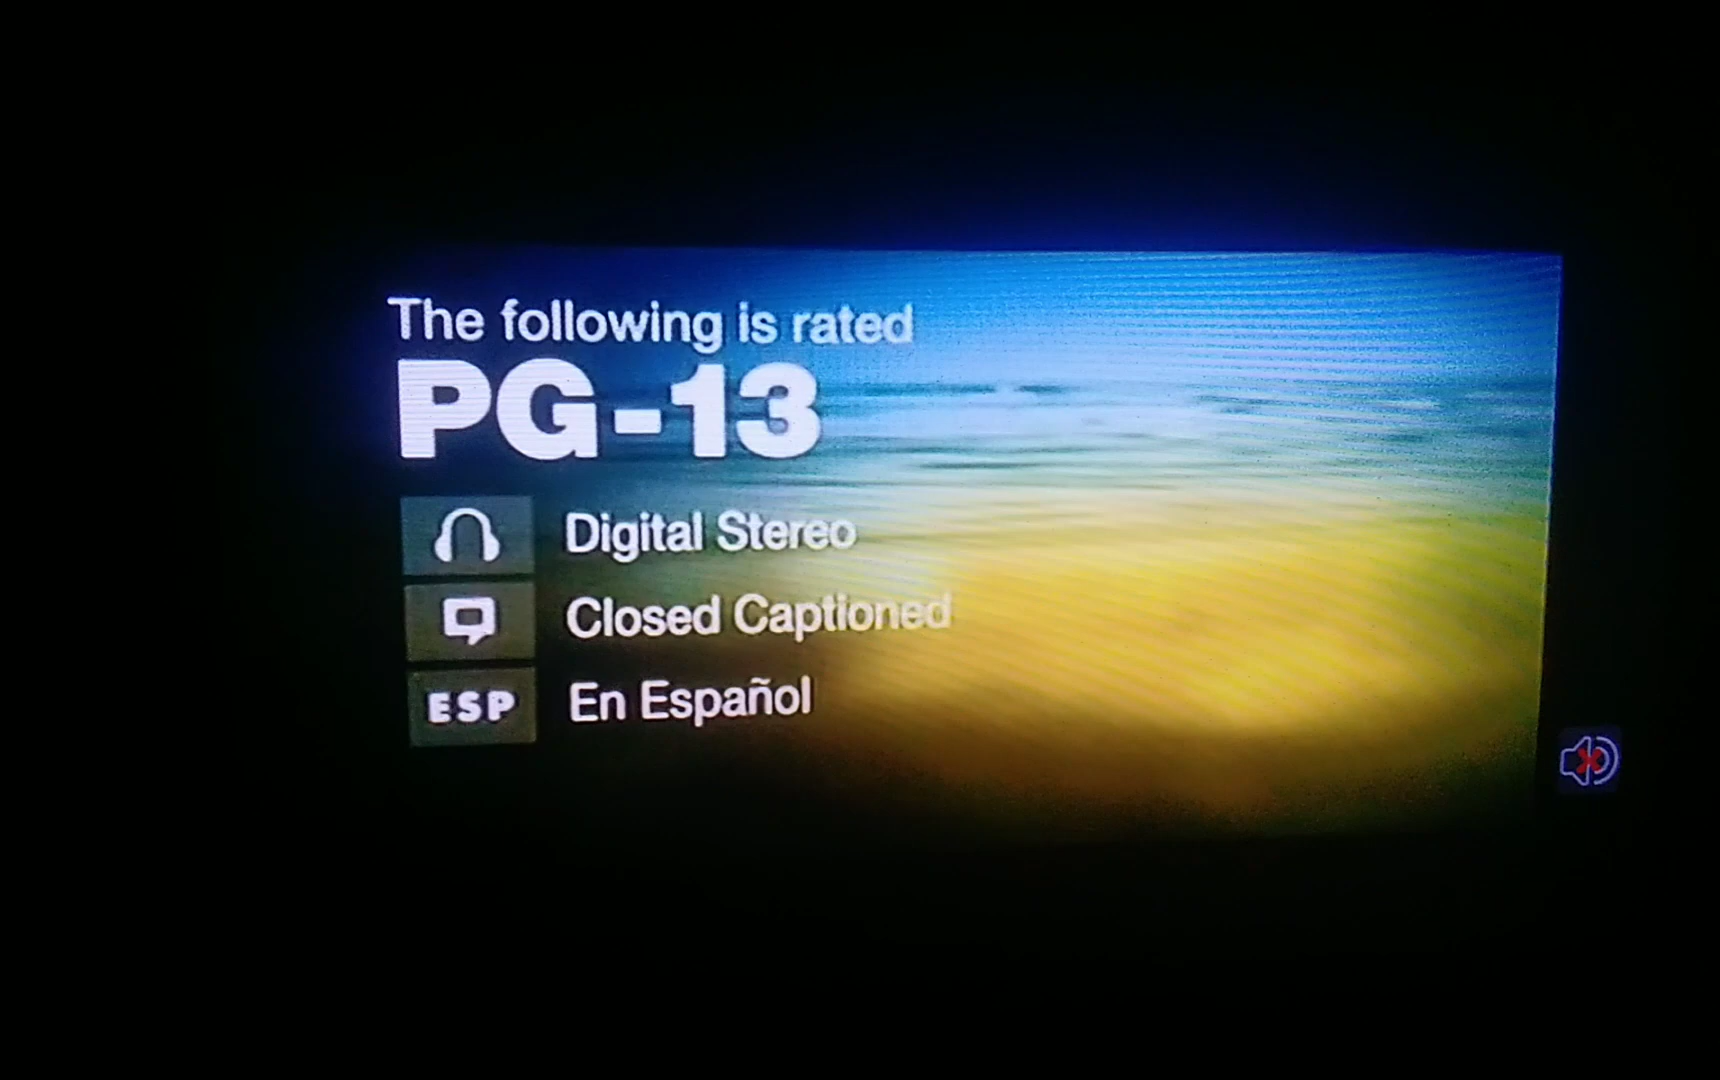 The following is rated
PG-13
Digital Stereo
Closed Captioned
ESP En Español